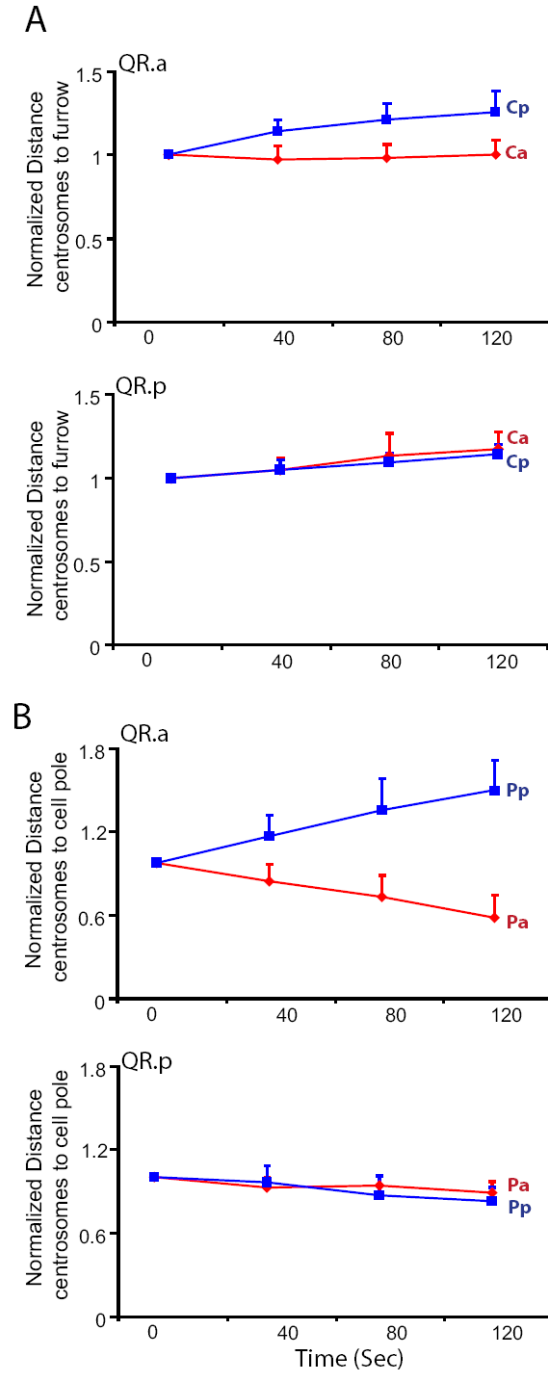 A
QR.a
Normalized Distance
centrosomes to furrow
1.5
1
0.5
0
Cp
Ca
0 40 80 120
QR.p
Normalized Distance
centrosomes to furrow
1.5
1
0.5
0
Ca
Cp
0 40 80 120
B
QR.a
Normalized Distance
centrosomes to cell pole
1.8
1.2
0.6
0
Pp
Pa
0 40 80 120
QR.p
Normalized Distance
centrosomes to cell pole
1.8
1.2
0.6
0
Pa
Pp
0 40 80 120
Time (Sec)